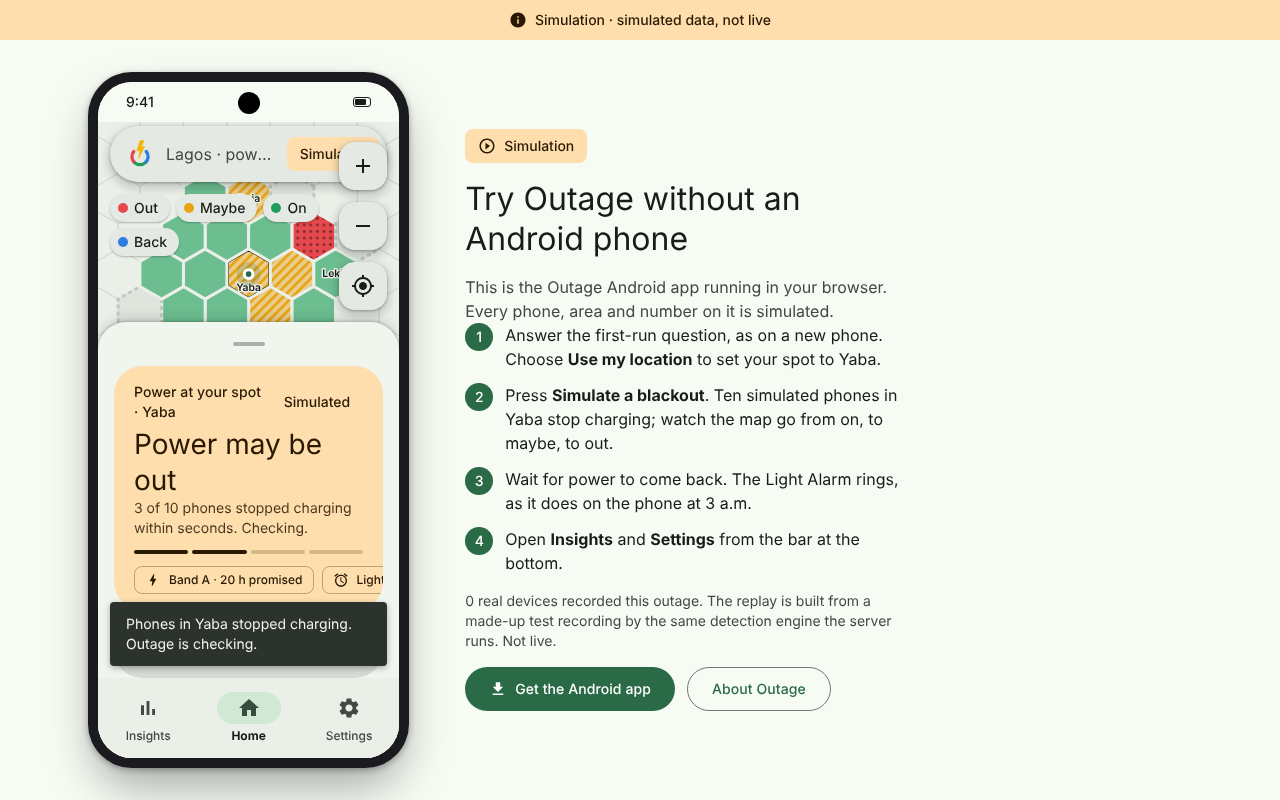 Simulation · simulated data, not live
9:41
Lagos · pow...
Out
Maybe
On
Back
Yaba
Power at your spot
· Yaba
Simulated
Power may be
out
3 of 10 phones stopped charging
within seconds. Checking.
Band A · 20 h promised
Phones in Yaba stopped charging.
Outage is checking.
Insights
Home
Settings
Simulation
Try Outage without an
Android phone
This is the Outage Android app running in your browser.
Every phone, area and number on it is simulated.
1 Answer the first-run question, as on a new phone.
Choose Use my location to set your spot to Yaba.
2 Press Simulate a blackout. Ten simulated phones in
Yaba stop charging; watch the map go from on, to
maybe, to out.
3 Wait for power to come back. The Light Alarm rings,
as it does on the phone at 3 a.m.
4 Open Insights and Settings from the bar at the
bottom.
0 real devices recorded this outage. The replay is built from a
made-up test recording by the same detection engine the server
runs. Not live.
Get the Android app
About Outage